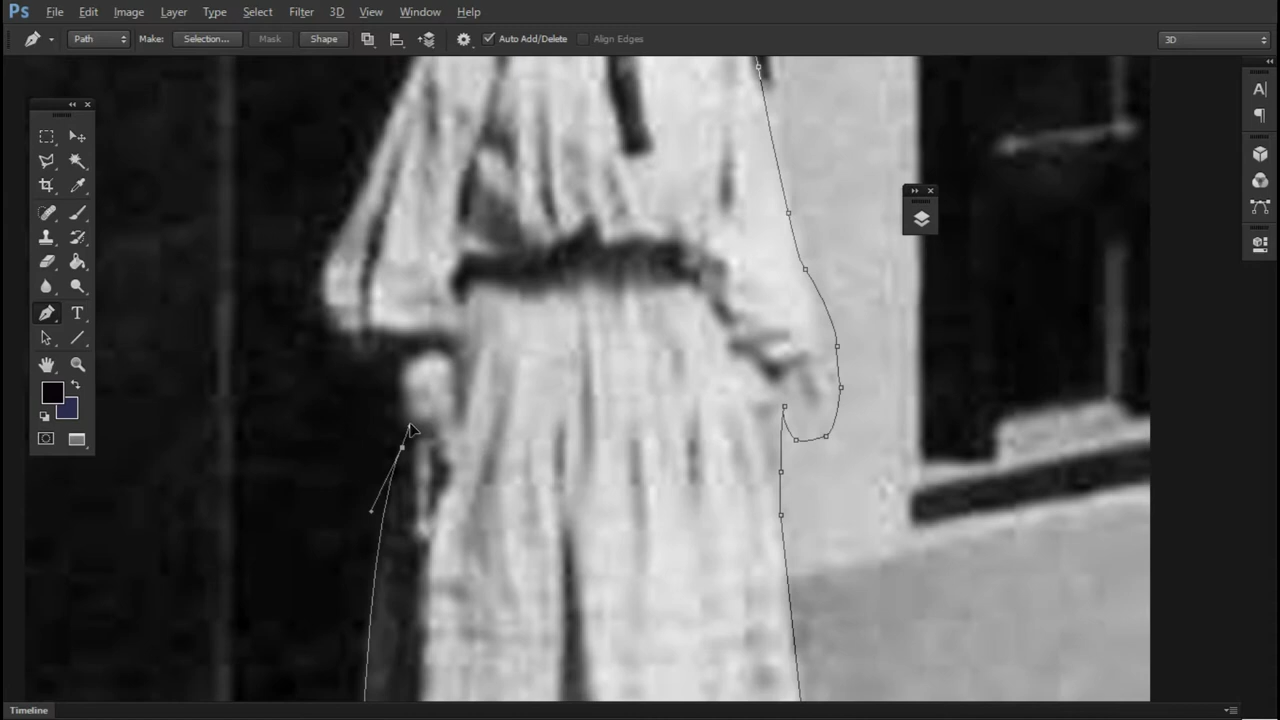 Ps File Edit Image Layer Type Select Filter 3D View Window Help
Path Make: Selection... Mask Shape Auto Add/Delete Align Edges 3D
Timeline